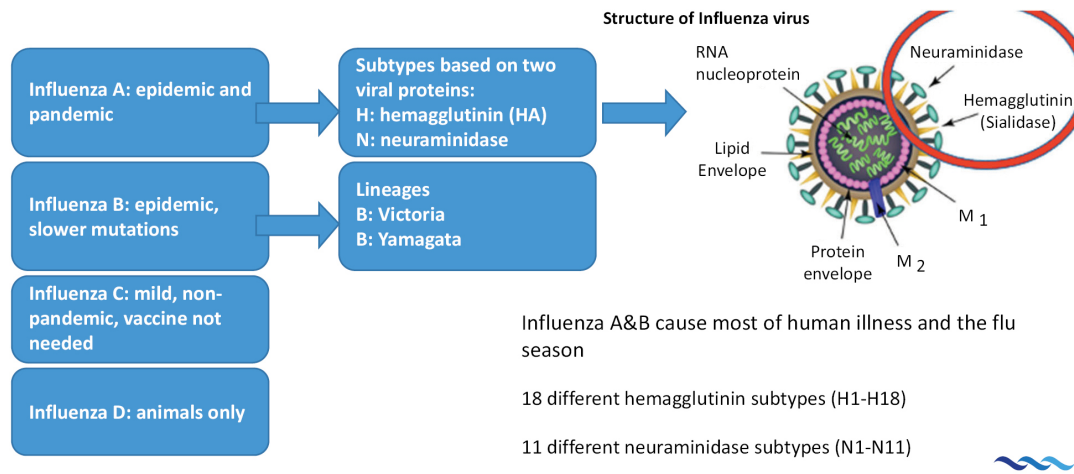 Structure of Influenza virus
Influenza A: epidemic and
pandemic
Subtypes based on two
viral proteins:
H: hemagglutinin (HA)
N: neuraminidase
Influenza B: epidemic,
slower mutations
Lineages
B: Victoria
B: Yamagata
Influenza C: mild, non-
pandemic, vaccine not
needed
Influenza D: animals only
RNA
nucleoprotein
Neuraminidase
Hemagglutinin
(Sialidase)
Lipid
Envelope
M 1
Protein
envelope
M 2
Influenza A&B cause most of human illness and the flu
season
18 different hemagglutinin subtypes (H1-H18)
11 different neuraminidase subtypes (N1-N11)